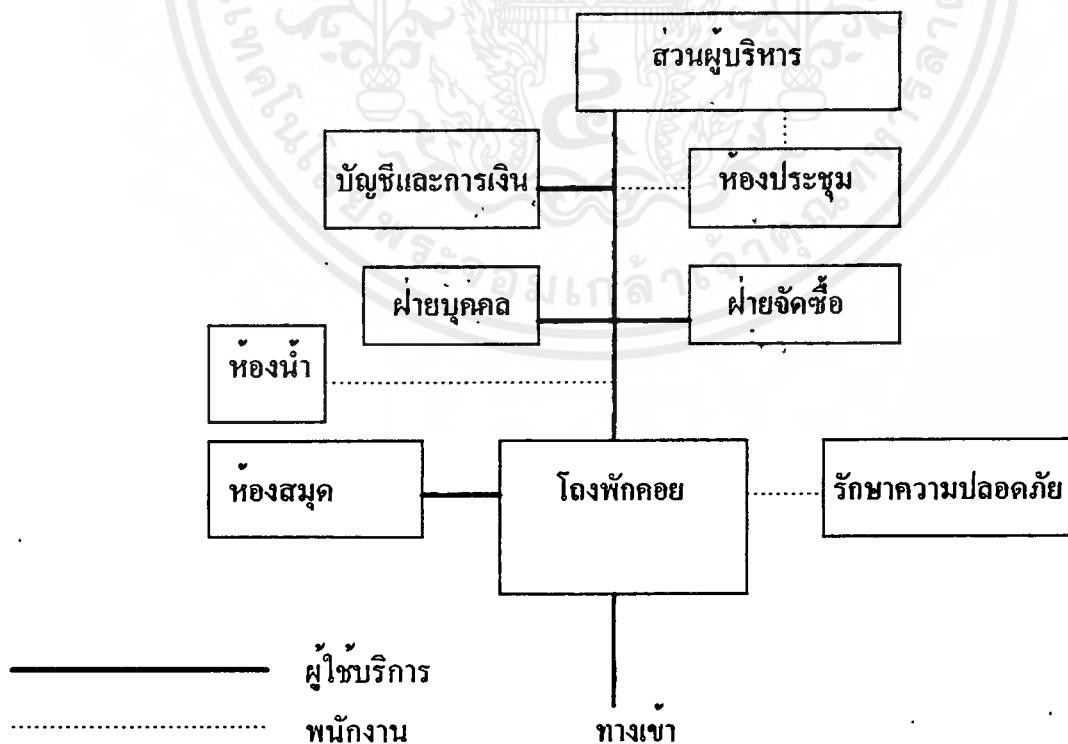 ส่วนผู้บริหาร
บัญชีและการเงิน
ห้องประชุม
ฝ่ายบุคคล
ฝ่ายจัดซื้อ
ห้องน้ำ
ห้องสมุด
โถงพักคอย
รักษาความปลอดภัย
ผู้ใช้บริการ
พนักงาน
ทางเข้า